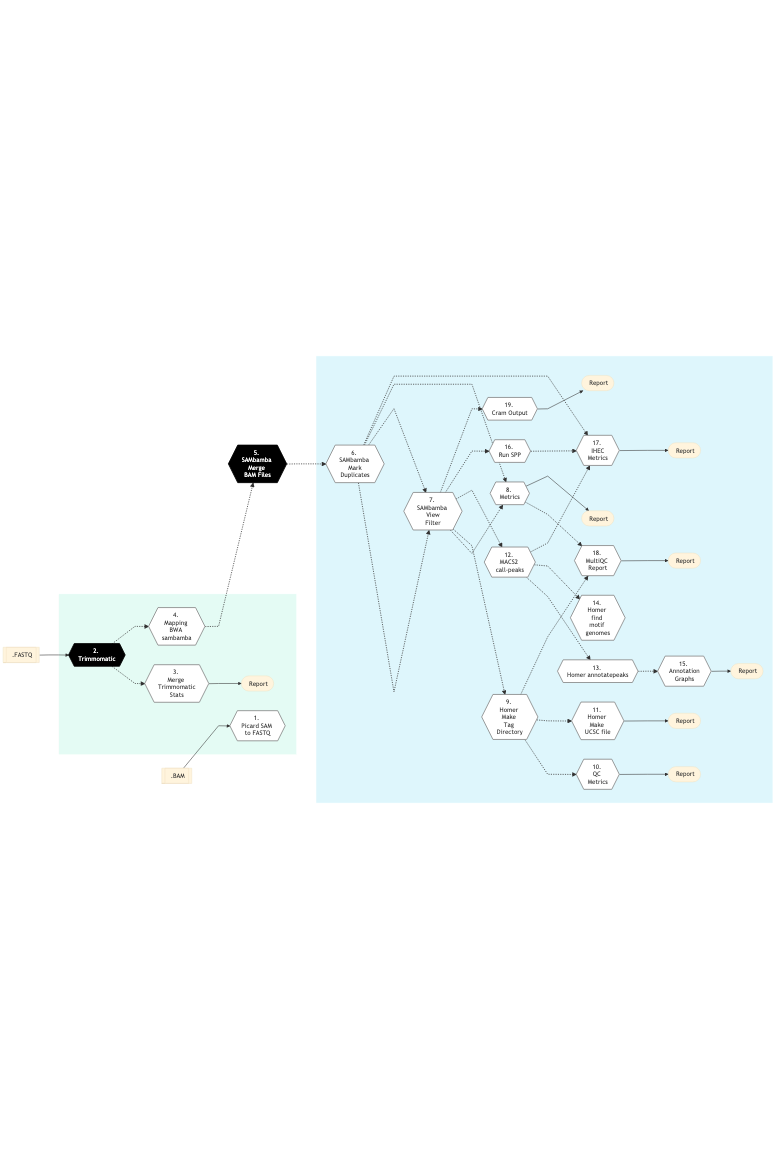 .FASTQ
2.
Trimmomatic
4.
Mapping
BWA
sambamba
3.
Merge
Trimmomatic
Stats
Report
1.
Picard SAM
to FASTQ
.BAM
5.
SAMbamba
Merge
BAM Files
6.
SAMbamba
Mark
Duplicates
7.
SAMbamba
View
Filter
19.
Cram Output
Report
16.
Run SPP
17.
IHEC
Metrics
Report
8.
Metrics
Report
12.
MACS2
call-peaks
18.
MultiQC
Report
Report
14.
Homer
find
motif
genomes
13.
Homer annotatepeaks
15.
Annotation
Graphs
Report
9.
Homer
Make
Tag
Directory
11.
Homer
Make
UCSC file
Report
10.
QC
Metrics
Report